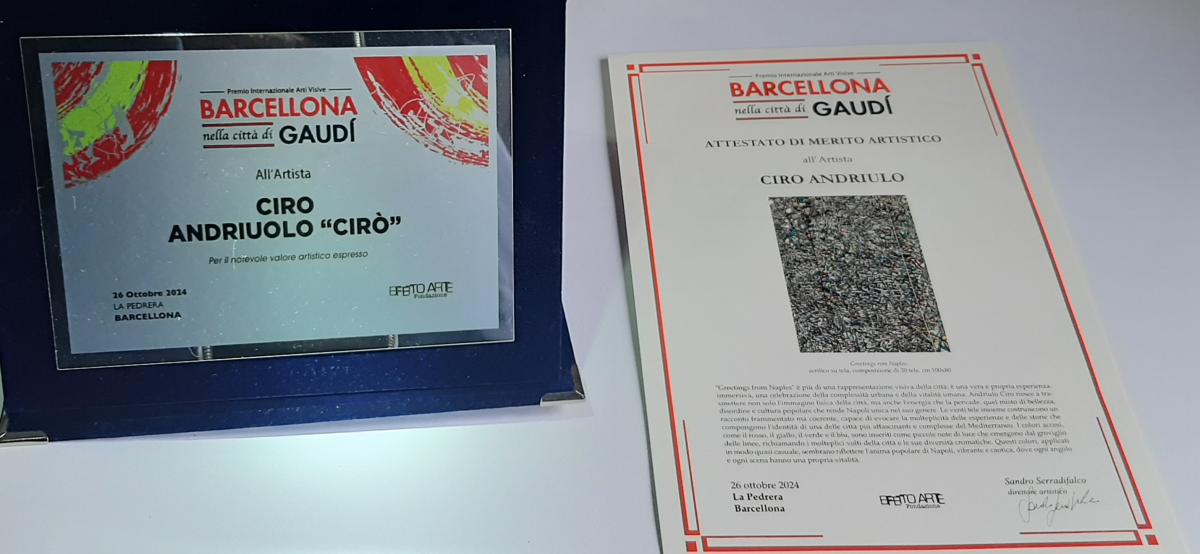 Premio Internazionale Arti Visive
BARCELLONA
nella città di GAUDÍ
All'Artista
CIRO
ANDRIUOLO “CIRÒ”
Per il norevole valore artistico espresso
26 Ottobre 2024
LA PEDRERA
BARCELLONA
EFFETTO ARTE
Fondazione
Premio Internazionale Arti Visive
BARCELLONA
nella città di GAUDÍ
ATTESTATO DI MERITO ARTISTICO
all'Artista
CIRO ANDRIULO
Greetings rom Naples
acrilico su tela, composizione di 20 tele, cm 100x80
"Greetings from Naples" è più di una rappresentazione visiva della città, è una vera e propria esperienza
immersiva, una celebrazione della complessità urbana e della vitalità umana. Andriulo Ciro riesce a tra-
smettere non solo l'immagine fisica della città, ma anche l'energia che la pervade, quel misto di bellezza,
disordine e cultura popolare che rende Napoli unica nel suo genere. Le venti tele insieme costruiscono un
racconto frammentato ma coerente, capace di evocare la molteplicità delle esperienze e delle storie che
compongono l'identità di una delle città più affascinanti e complesse del Mediterraneo. I colori accesi,
come il rosso, il giallo, il verde e il blu, sono inseriti come piccole note di luce che emergono dal groviglio
delle linee, richiamando i molteplici volti della città e le sue diversità cromatiche. Questi colori, applicati
in modo quasi casuale, sembrano riflettere l'anima popolare di Napoli, vibrante e caotica, dove ogni angolo
e ogni scena hanno una propria vitalità.
26 ottobre 2024
La Pedrera
Barcellona
EFFETTO ARTE
Fondazione
Sandro Serradifalco
direttore artistico